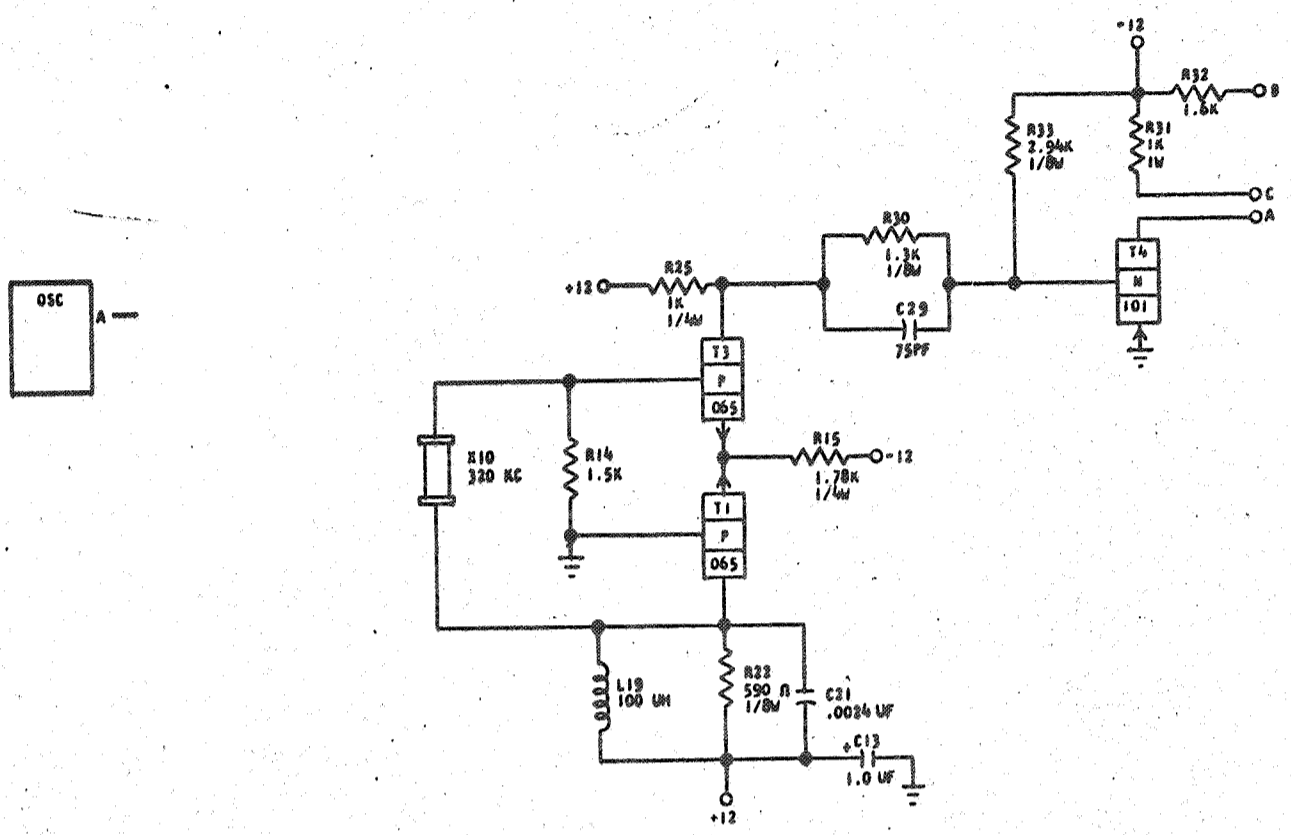 -12
R32
1.6K
B
R33
2.94K
1/8W
R31
1K
1W
C
A
R30
1.3K
1/8W
C29
75PF
T4
N
101
R25
+12
1K
1/4W
OSC
A
T3
P
065
X10
320 KC
R14
1.5K
R15
-12
1.78K
1/4W
T1
P
065
L19
100 UH
R22
590 Ω
1/8W
C21
.0024 UF
+ C13
1.0 UF
+12